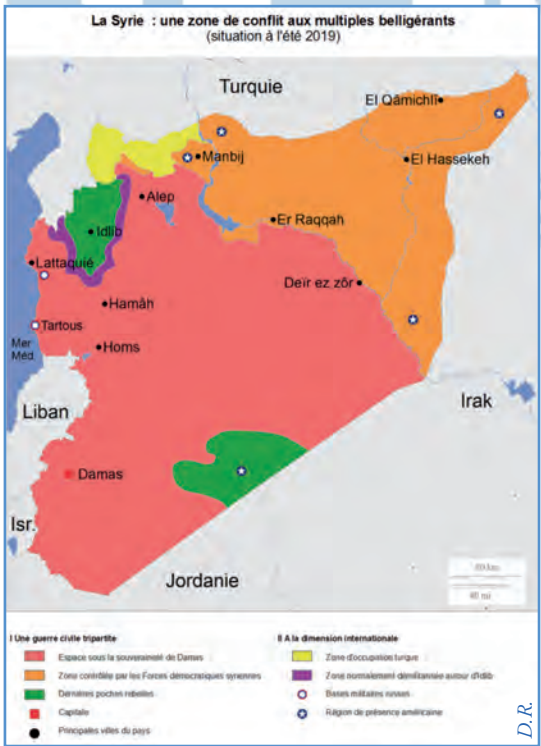 La Syrie : une zone de conflit aux multiples belligérants
(situation à l'été 2019)
Turquie
El Qâmichlî
Manbij
El Hassekeh
Alep
Er Raqqah
Idlib
Lattaquié
Deïr ez zôr
Hamâh
Tartous
Mer
Méd.
Homs
Liban
Irak
Damas
Isr.
Jordanie
I Une guerre civile tripartite
Espace sous la souveraineté de Damas
Zone contrôlée par les Forces démocratiques syriennes
Dernières poches rebelles
Capitale
Principales villes du pays
II A la dimension internationale
Zone d'occupation turque
Zone normalement démilitarisée autour d'Idlib
Bases militaires russes
Région de présence américaine
D.R.